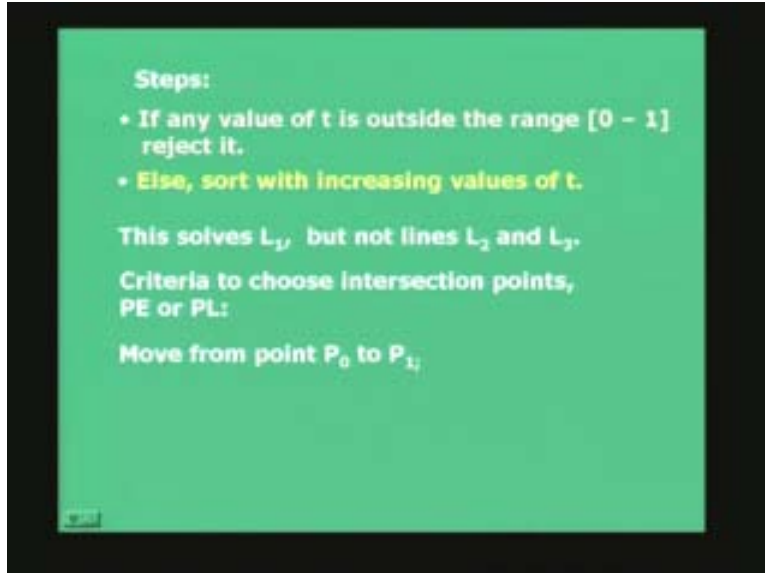 Steps:
• If any value of t is outside the range [0 – 1]
reject it.
• Else, sort with increasing values of t.
This solves L₁, but not lines L₂ and L₃.
Criteria to choose intersection points,
PE or PL:
Move from point P₀ to P₁;